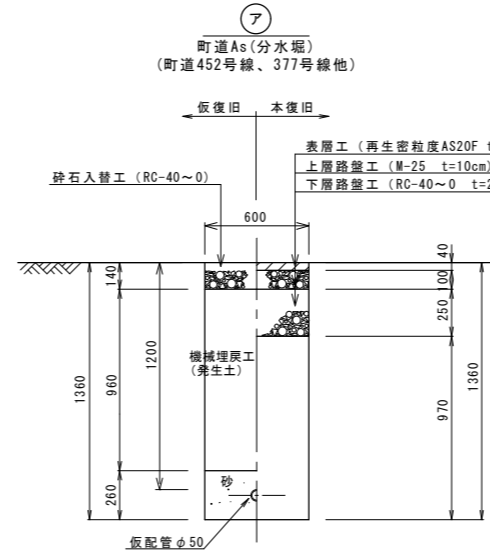 ア
町道As(分水堀)
(町道452号線、377号線他)
仮復旧 本復旧
表層工 (再生密粒度AS20F t
上層路盤工 (M-25 t=10cm)
下層路盤工 (RC-40～0 t=2
砕石入替工 (RC-40～0)
600
40
140
100
250
1200
機械埋戻工
(発生土)
1360
960
970
1360
260
砂
仮配管φ50